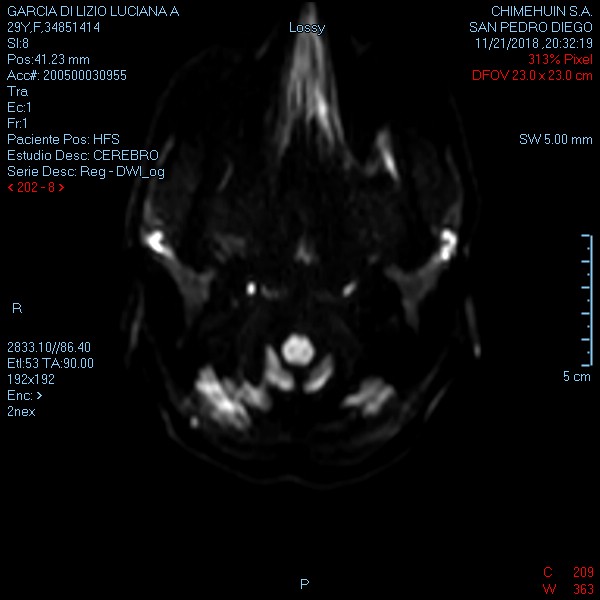 GARCIA DI LIZIO LUCIANA A
29Y,F,34851414
Sl:8
Pos:41.23 mm
Acc#: 200500030955
Tra
Ec:1
Fr:1
Paciente Pos: HFS
Estudio Desc: CEREBRO
Serie Desc: Reg - DWI_og
< 202 - 8 >
Lossy
CHIMEHUIN S.A.
SAN PEDRO DIEGO
11/21/2018 ,20:32:19
313% Pixel
DFOV 23.0 x 23.0 cm
SW 5.00 mm
R
5 cm
2833.10//86.40
Etl:53 TA:90.00
192x192
Enc: >
2nex
P
C 209
W 363